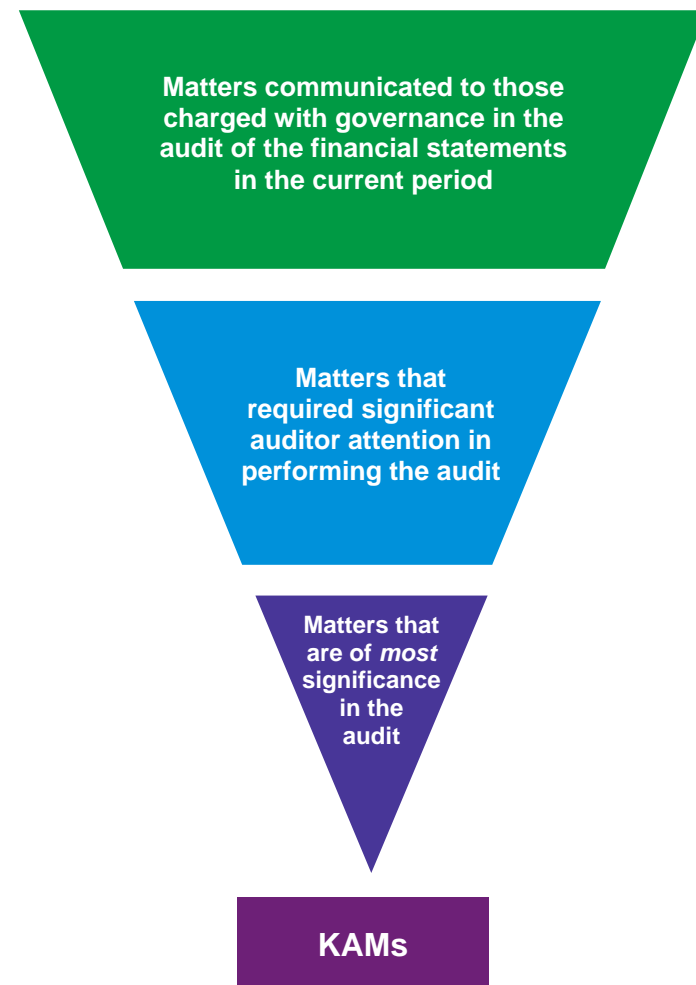 Matters communicated to those
charged with governance in the
audit of the financial statements
in the current period
Matters that
required significant
auditor attention in
performing the audit
Matters that
are of most
significance
in the
audit
KAMs